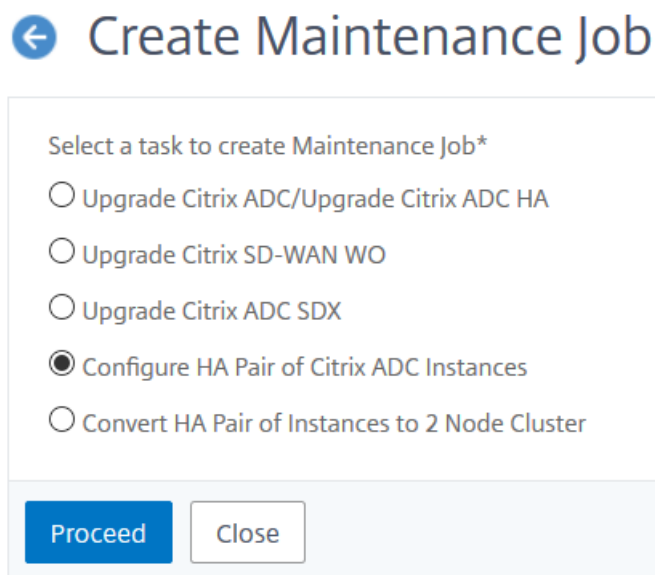 Create Maintenance Job
Select a task to create Maintenance Job*
Upgrade Citrix ADC/Upgrade Citrix ADC HA
Upgrade Citrix SD-WAN WO
Upgrade Citrix ADC SDX
Configure HA Pair of Citrix ADC Instances
Convert HA Pair of Instances to 2 Node Cluster
Proceed Close